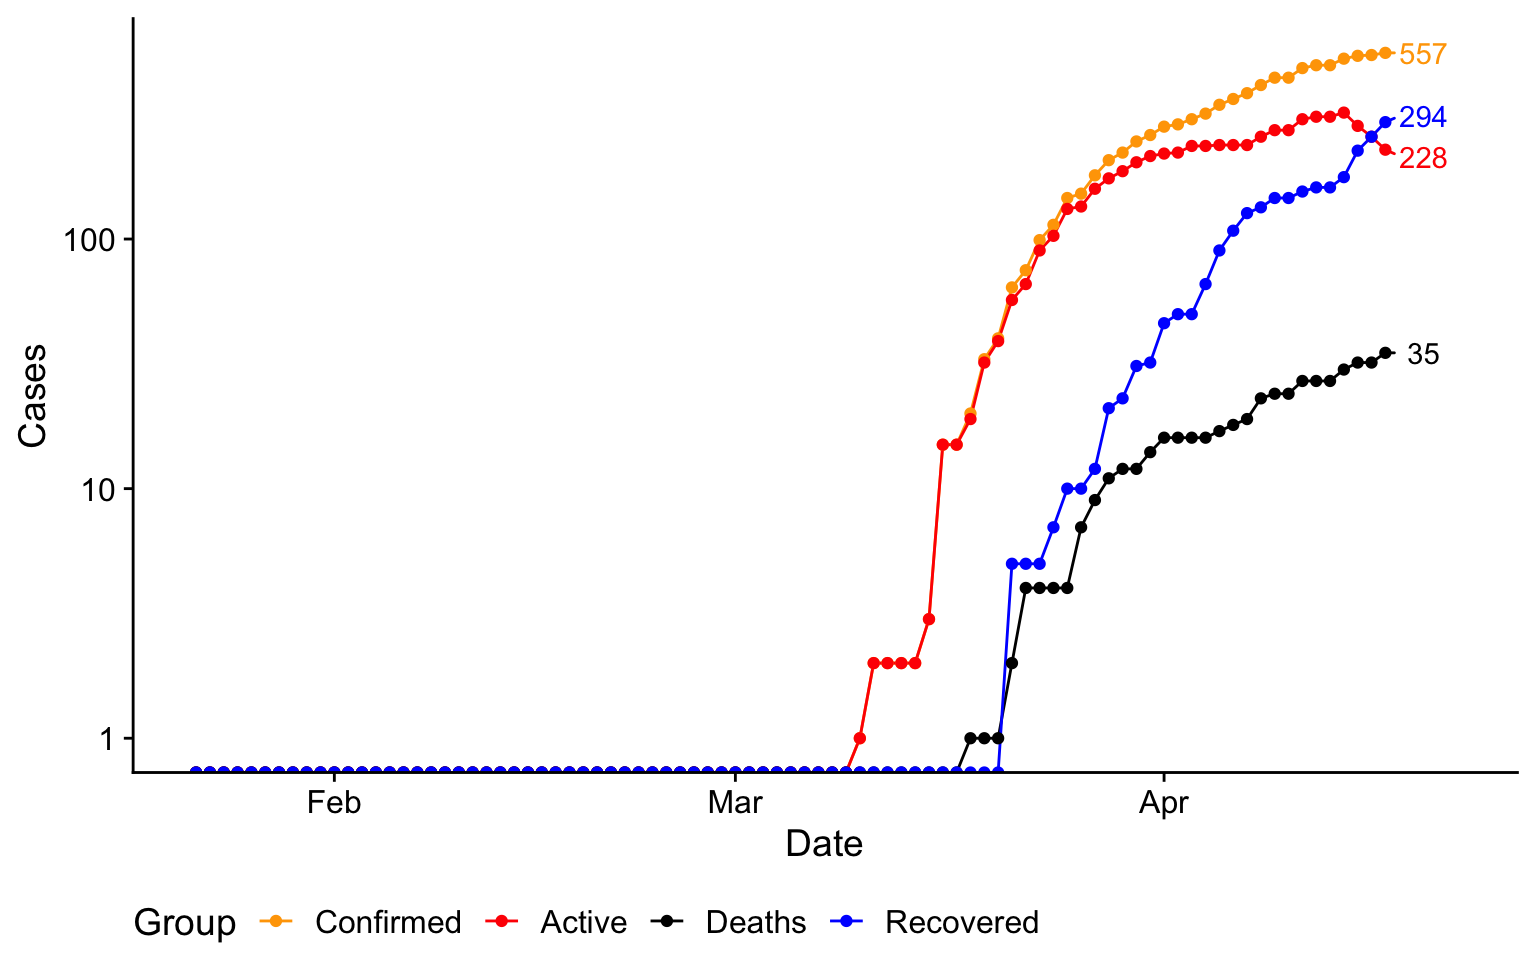 557
294
228
100
35
Cases
10
1
Feb Mar Apr
Date
Group Confirmed Active Deaths Recovered